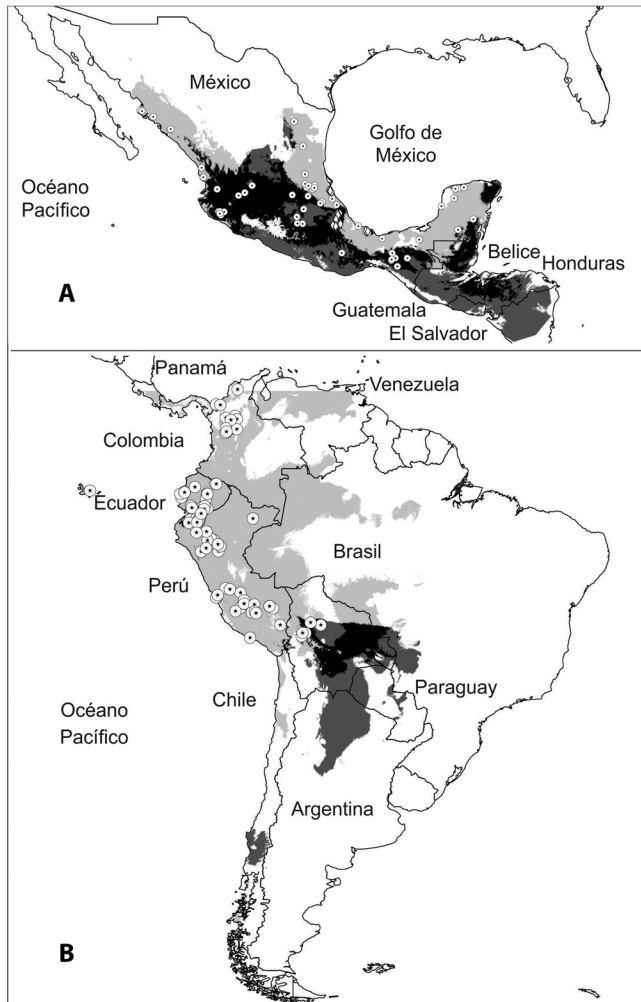 México
Golfo de
México
Océano
Pacífico
Belice
Honduras
A
Guatemala
El Salvador
Panamá
Venezuela
Colombia
Ecuador
Brasil
Perú
Chile
Paraguay
Océano
Pacífico
Argentina
B